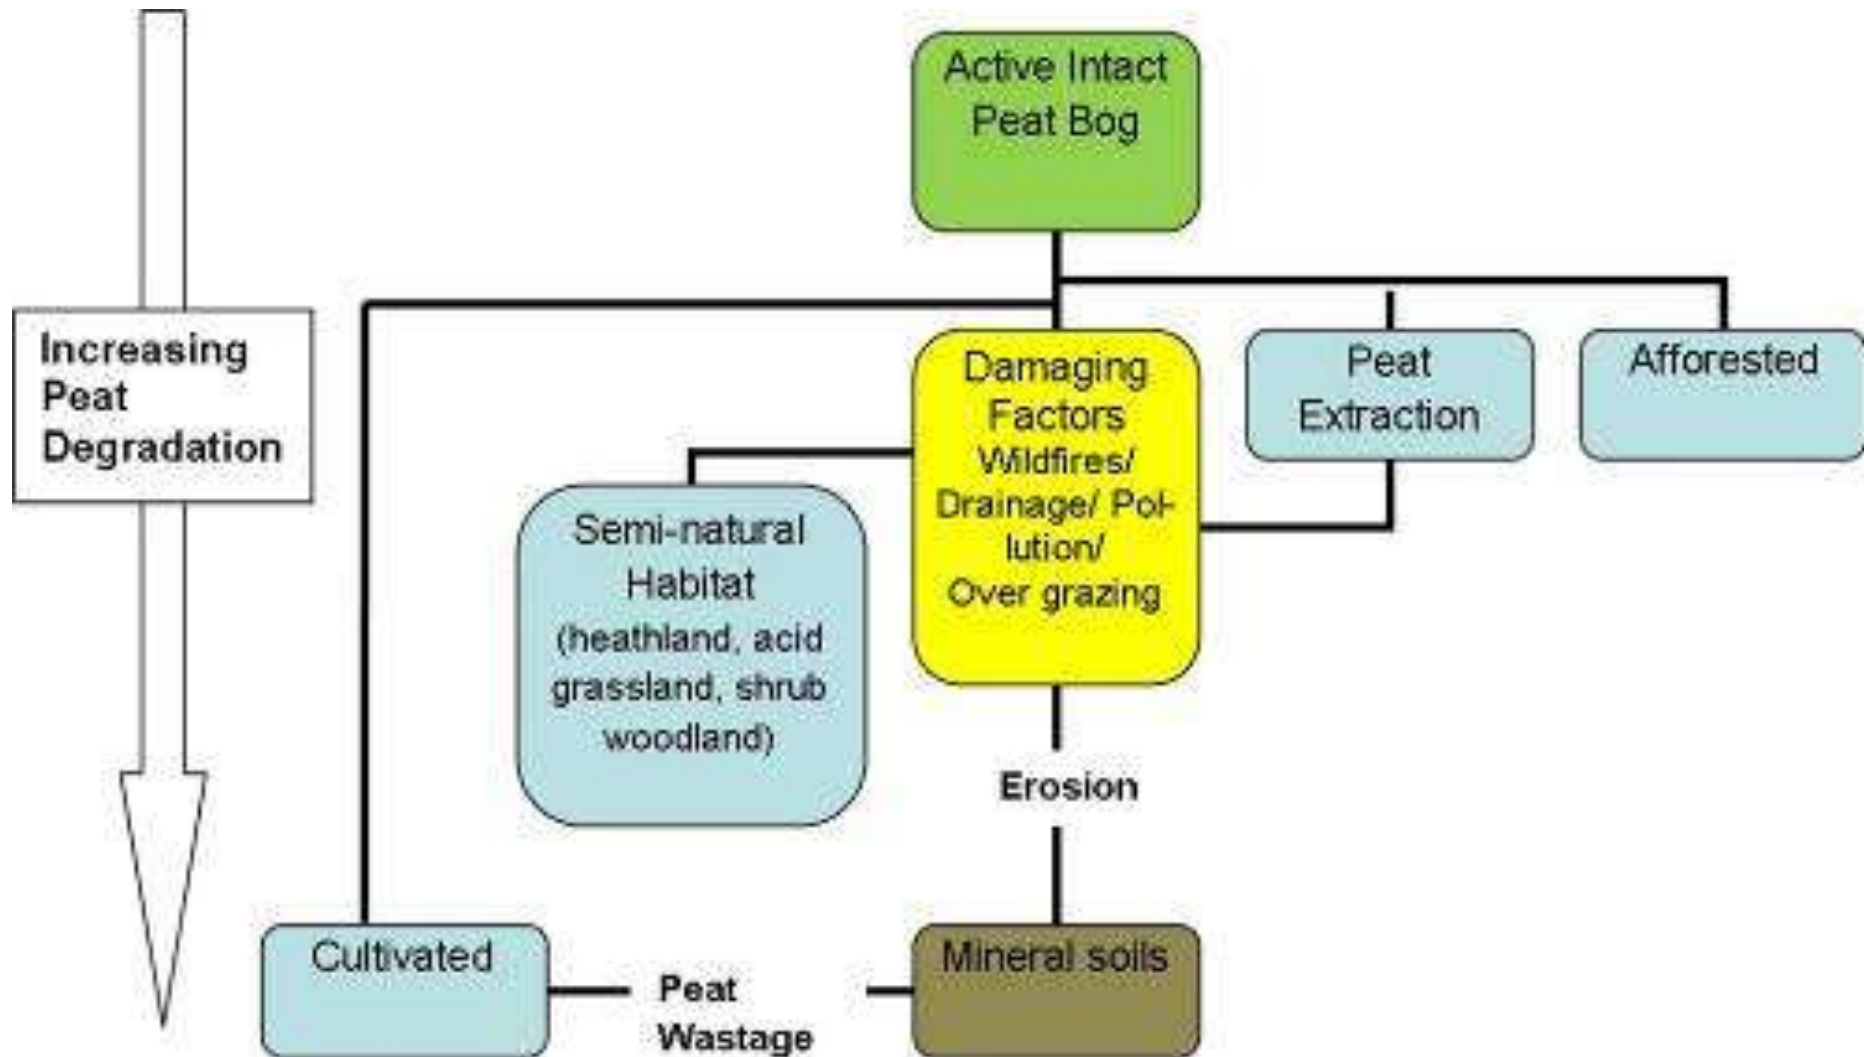 Active Intact
Peat Bog
Increasing
Peat
Degradation
Damaging
Factors
Wildfires/
Drainage/ Pol-
lution/
Over grazing
Peat
Extraction
Afforested
Semi-natural
Habitat
(heathland, acid
grassland, shrub
woodland)
Erosion
Cultivated
Peat
Wastage
Mineral soils